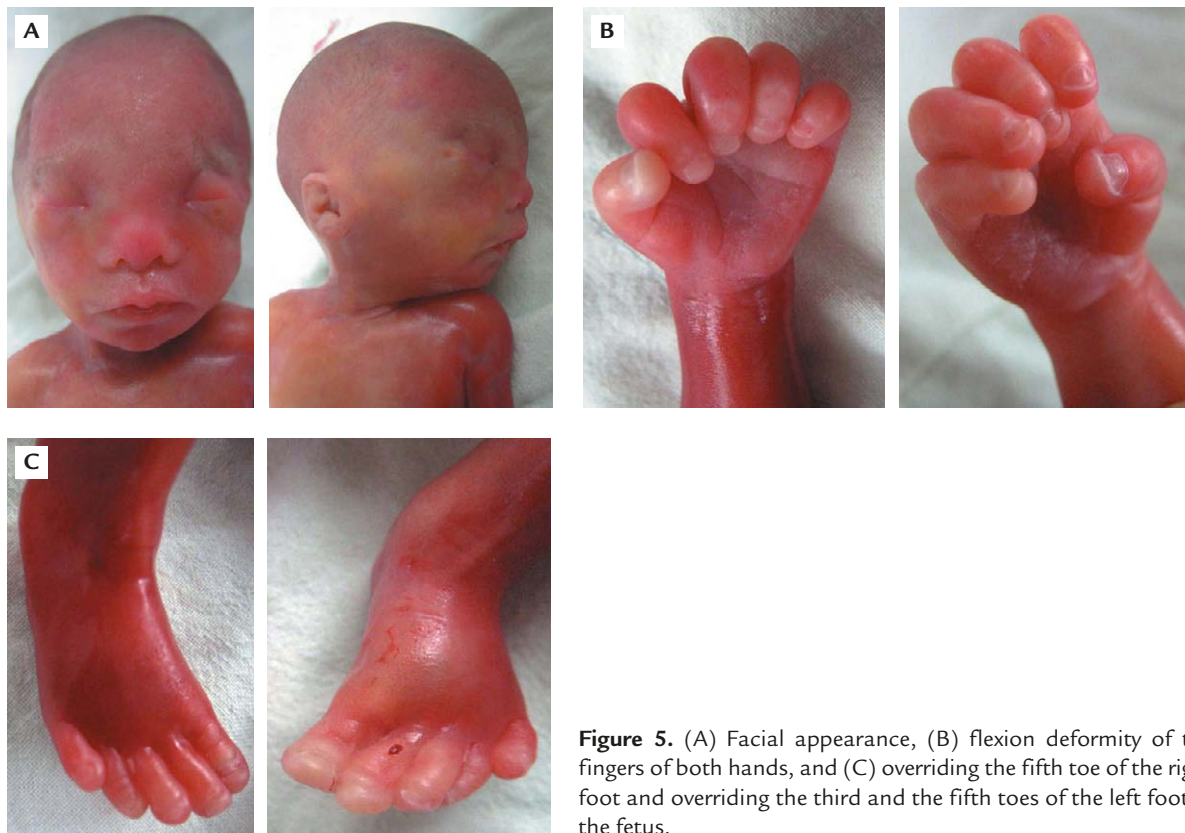 A
B
C
Figure 5. (A) Facial appearance, (B) flexion deformity of
fingers of both hands, and (C) overriding the fifth toe of the
foot and overriding the third and the fifth toes of the left foot
the fetus.